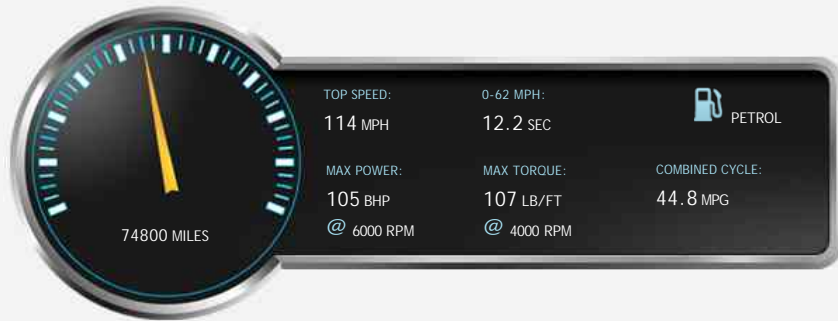 TOP SPEED:
114 MPH
0-62 MPH:
12.2 SEC
PETROL
MAX POWER:
105 BHP
@ 6000 RPM
MAX TORQUE:
107 LB/FT
@ 4000 RPM
COMBINED CYCLE:
44.8 MPG
74800 MILES